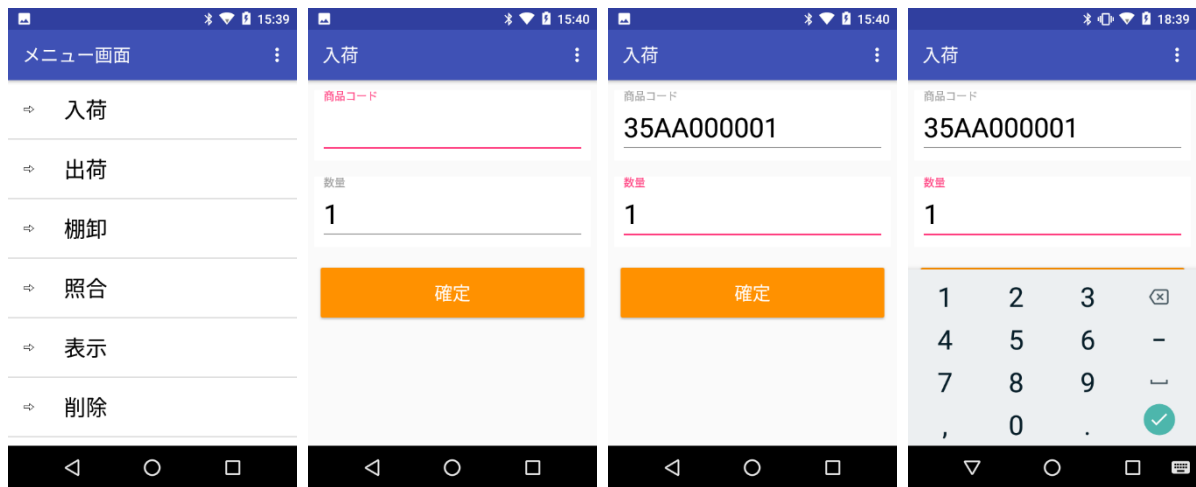 15:39
メニュー画面
入荷
出荷
棚卸
照合
表示
削除
15:40
入荷
商品コード
数量
1
確定
15:40
入荷
商品コード
35AA000001
数量
1
確定
18:39
入荷
商品コード
35AA000001
数量
1
1 2 3
4 5 6 -
7 8 9
, 0 .